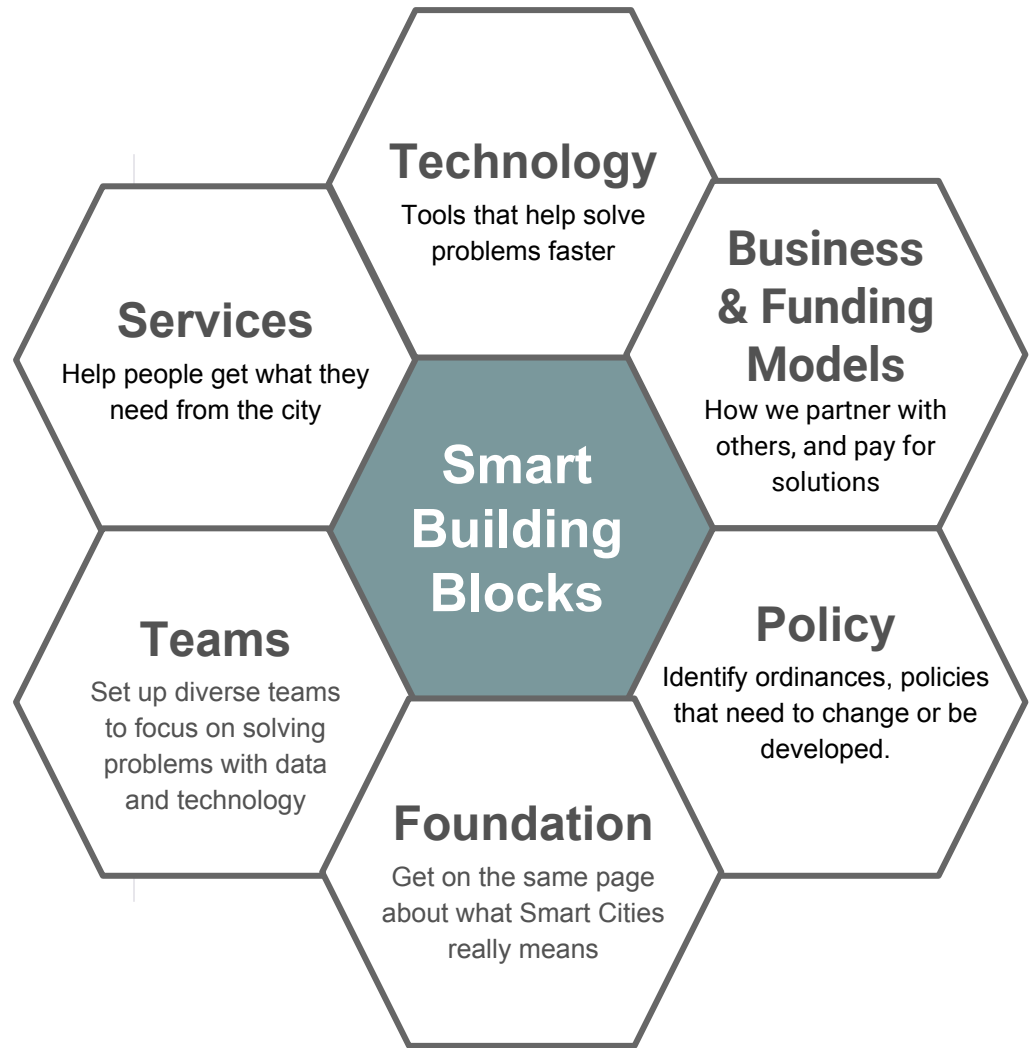 Technology
Tools that help solve
problems faster
Business
& Funding
Models
How we partner with
others, and pay for
solutions
Services
Help people get what they
need from the city
Smart
Building
Blocks
Policy
Identify ordinances, policies
that need to change or be
developed.
Teams
Set up diverse teams
to focus on solving
problems with data
and technology
Foundation
Get on the same page
about what Smart Cities
really means